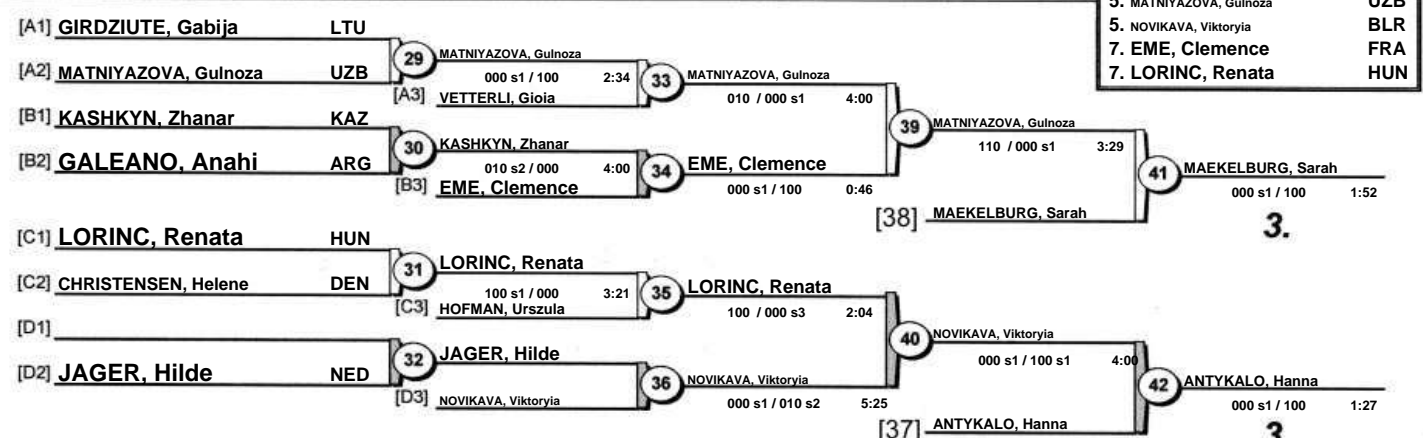 5. MATNIYAZOVA, Gulnoza UZB
5. NOVIKAVA, Viktoryia BLR
7. EME, Clemence FRA
7. LORINC, Renata HUN
[A1] GIRDZIUTE, Gabija LTU
29 MATNIYAZOVA, Gulnoza
[A2] MATNIYAZOVA, Gulnoza UZB
000 s1 / 100 2:34
33 MATNIYAZOVA, Gulnoza
[A3] VETTERLI, Gioia
010 / 000 s1 4:00
[B1] KASHKYN, Zhanar KAZ
39 MATNIYAZOVA, Gulnoza
30 KASHKYN, Zhanar
110 / 000 s1 3:29
[B2] GALEANO, Anahi ARG
010 s2 / 000 4:00
34 EME, Clemence
41 MAEKELBURG, Sarah
[B3] EME, Clemence
000 s1 / 100 0:46
000 s1 / 100 1:52
[38] MAEKELBURG, Sarah
3.
[C1] LORINC, Renata HUN
31 LORINC, Renata
[C2] CHRISTENSEN, Helene DEN
100 s1 / 000 3:21
35 LORINC, Renata
[C3] HOFMAN, Urszula
100 / 000 s3 2:04
[D1]
40 NOVIKAVA, Viktoryia
32 JAGER, Hilde
000 s1 / 100 s1 4:00
[D2] JAGER, Hilde NED
36 NOVIKAVA, Viktoryia
42 ANTYKALO, Hanna
[D3] NOVIKAVA, Viktoryia
000 s1 / 010 s2 5:25
000 s1 / 100 1:27
[37] ANTYKALO, Hanna
3